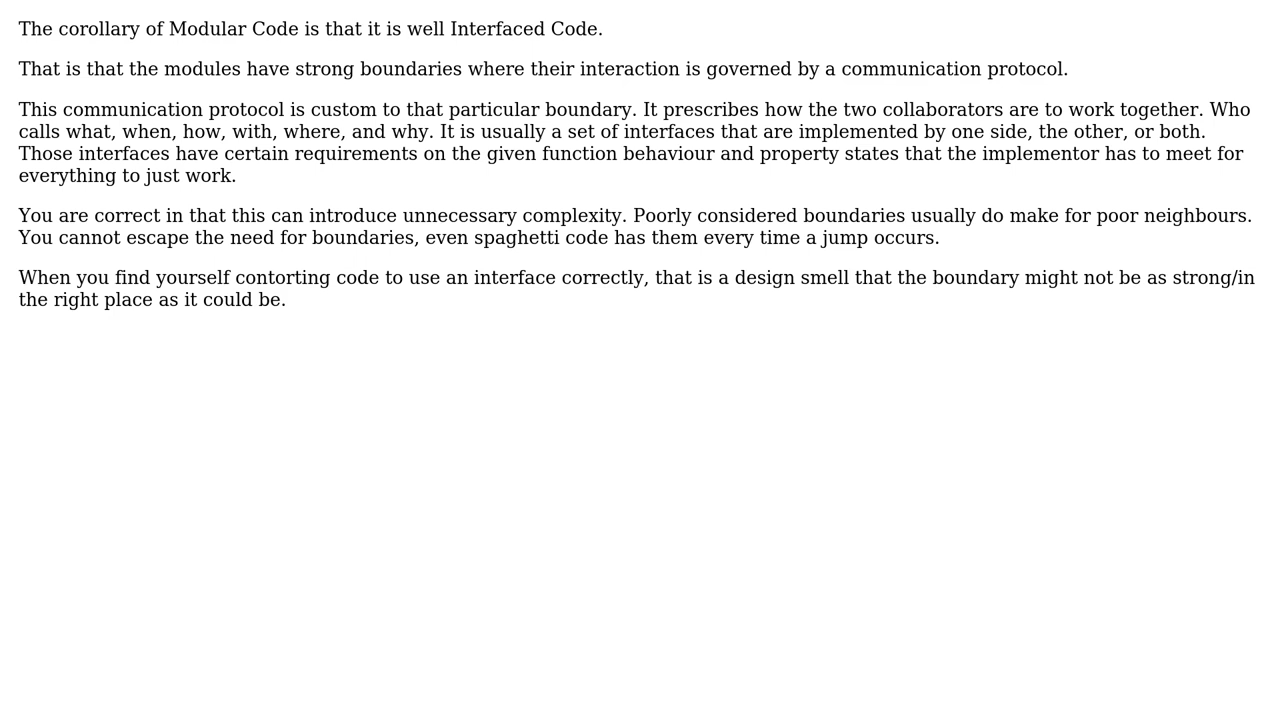 The corollary of Modular Code is that it is well Interfaced Code.
That is that the modules have strong boundaries where their interaction is governed by a communication protocol.
This communication protocol is custom to that particular boundary. It prescribes how the two collaborators are to work together. Who
calls what, when, how, with, where, and why. It is usually a set of interfaces that are implemented by one side, the other, or both.
Those interfaces have certain requirements on the given function behaviour and property states that the implementor has to meet for
everything to just work.
You are correct in that this can introduce unnecessary complexity. Poorly considered boundaries usually do make for poor neighbours.
You cannot escape the need for boundaries, even spaghetti code has them every time a jump occurs.
When you find yourself contorting code to use an interface correctly, that is a design smell that the boundary might not be as strong/in
the right place as it could be.